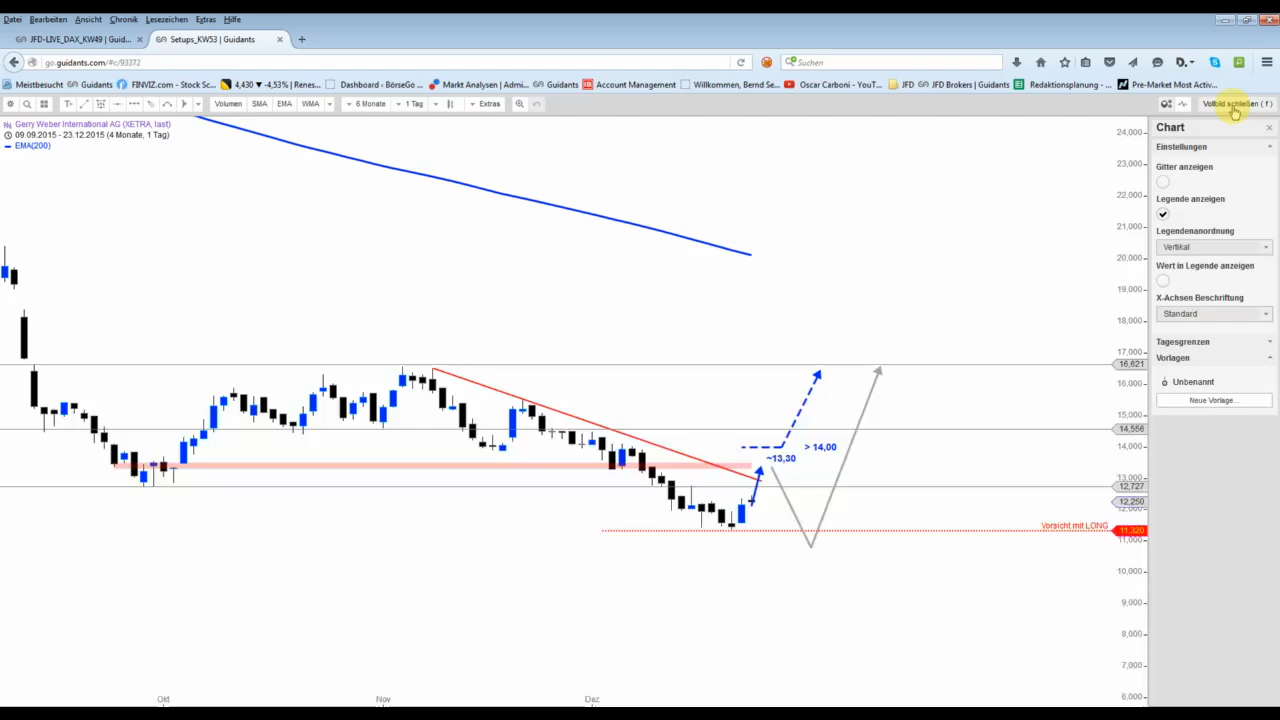 Datei Bearbeiten Ansicht Chronik Lesezeichen Extras Hilfe
JFD-LIVE_DAX_KW49 | Guid... Setups_KW53 | Guidants
go.guidants.com/#c/93372 Suchen
Meistbesucht Guidants FINVIZ.com - Stock Sc... 4,430 ▼ -4,53% | Renes... Dashboard - BörseGo ... Markt Analysen | Admi... Guidants Account Management Willkommen, Bernd Se... Oscar Carboni - YouT... JFD JFD Brokers | Guidants Redaktionsplanung - ... Pre-Market Most Activ...
Volumen SMA EMA WMA 6 Monate 1 Tag Extras Vollbild schließen ( f )
Gerry Weber International AG (XETRA, last)
09.09.2015 - 23.12.2015 (4 Monate, 1 Tag)
EMA(200)
Chart
Einstellungen
Gitter anzeigen
Legende anzeigen
Legendenanordnung
Vertikal
Wert in Legende anzeigen
X-Achsen Beschriftung
Standard
Tagesgrenzen
Vorlagen
Unbenannt
Neue Vorlage...
24,000
23,000
22,000
21,000
20,000
19,000
18,000
17,000
16,621
16,000
15,000
14,556
14,000
13,000
12,727
12,250
12,000
11,320
11,000
10,000
9,000
8,000
7,000
6,000
> 14,00
~13,30
Vorsicht mit LONG
Okt Nov Dez